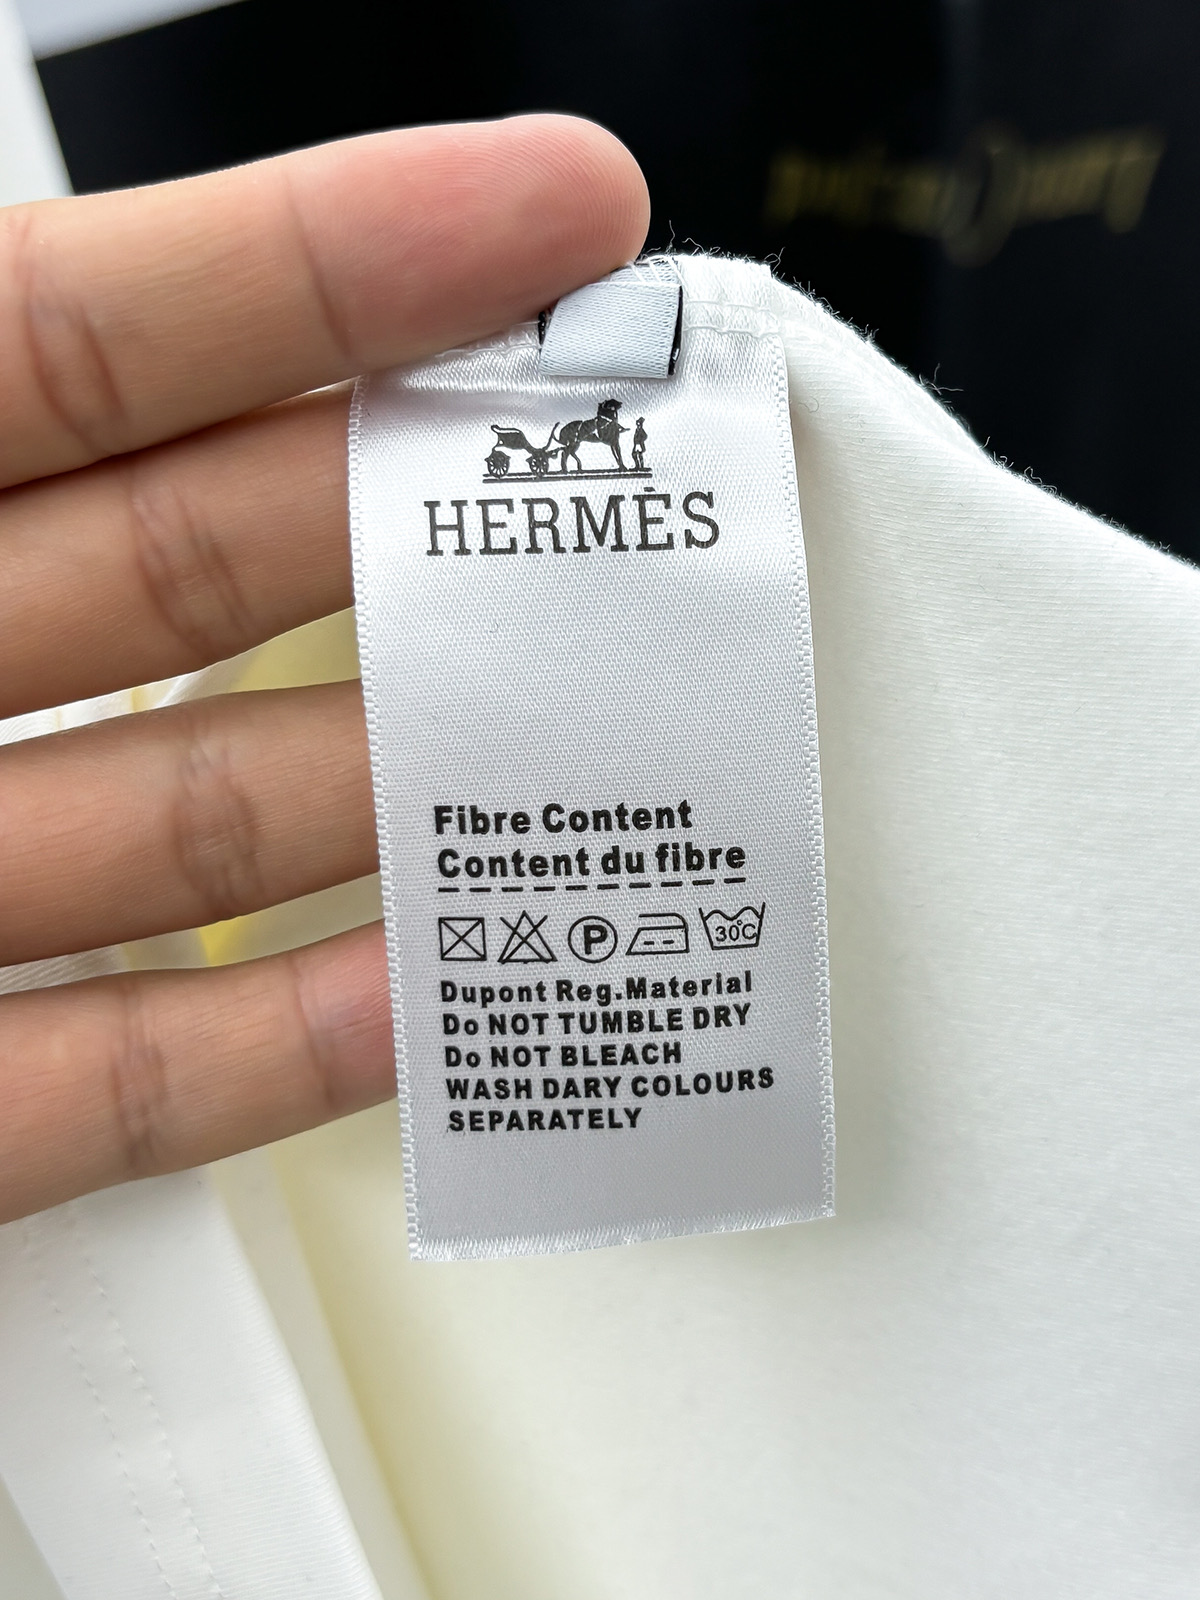 HERMÈS
Fibre Content
Content du fibre
P
30°C
Dupont Reg.Material
Do NOT TUMBLE DRY
Do NOT BLEACH
WASH DARY COLOURS
SEPARATELY